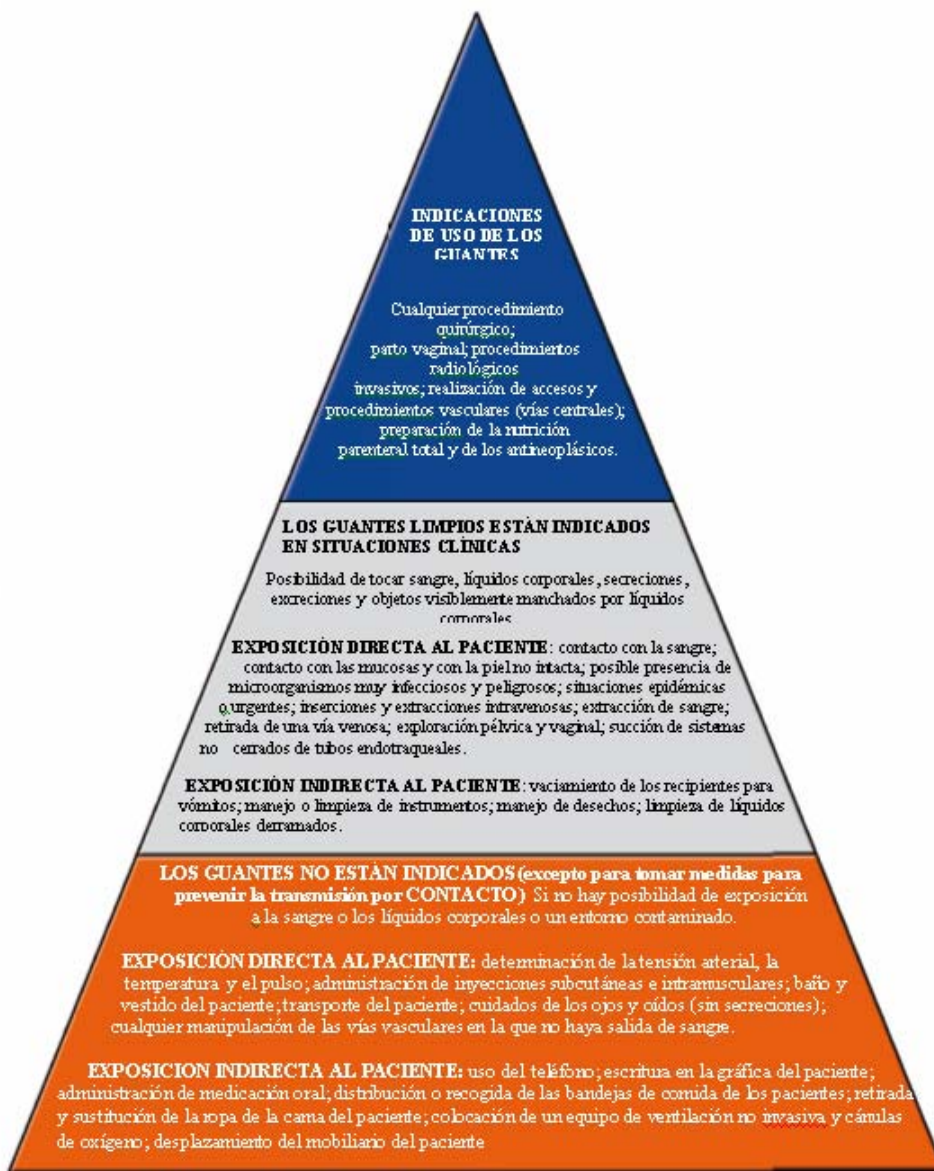 INDICACIONES
DE USO DE LOS
GUANTES
Cualquier procedimiento
quirúrgico;
parto vaginal; procedimientos
radiológicos
invasivos; realización de accesos y
procedimientos vasculares (vías centrales);
preparación de la nutrición
parenteral total y de los antineoplásicos.
LOS GUANTES LIMPIOS ESTÁN INDICADOS
EN SITUACIONES CLÍNICAS
Posibilidad de tocar sangre, líquidos corporales, secreciones,
excreciones y objetos visiblemente manchados por líquidos
corporales
EXPOSICIÓN DIRECTA AL PACIENTE: contacto con la sangre;
contacto con las mucosas y con la piel no intacta; posible presencia de
microorganismos muy infecciosos y peligrosos; situaciones epidémicas
o urgentes; inserciones y extracciones intravenosas; extracción de sangre;
retirada de una vía venosa; exploración pélvica y vaginal; succión de sistemas
no cerrados de tubos endotraqueales.
EXPOSICIÓN INDIRECTA AL PACIENTE: vaciamiento de los recipientes para
vómitos; manejo o limpieza de instrumentos; manejo de desechos; limpieza de líquidos
corporales derramados.
LOS GUANTES NO ESTÁN INDICADOS (excepto para tomar medidas para
prevenir la transmisión por CONTACTO) Si no hay posibilidad de exposición
a la sangre o los líquidos corporales o un entorno contaminado.
EXPOSICIÓN DIRECTA AL PACIENTE: determinación de la tensión arterial, la
temperatura y el pulso; administración de inyecciones subcutáneas e intramusculares; baño y
vestido del paciente; transporte del paciente; cuidados de los ojos y oídos (sin secreciones);
cualquier manipulación de las vías vasculares en la que no haya salida de sangre.
EXPOSICION INDIRECTA AL PACIENTE: uso del teléfono; escritura en la gráfica del paciente;
administración de medicación oral; distribución o recogida de las bandejas de comida de los pacientes; retirada
y sustitución de la ropa de la cama del paciente; colocación de un equipo de ventilación no invasiva y cánulas
de oxígeno; desplazamiento del mobiliario del paciente